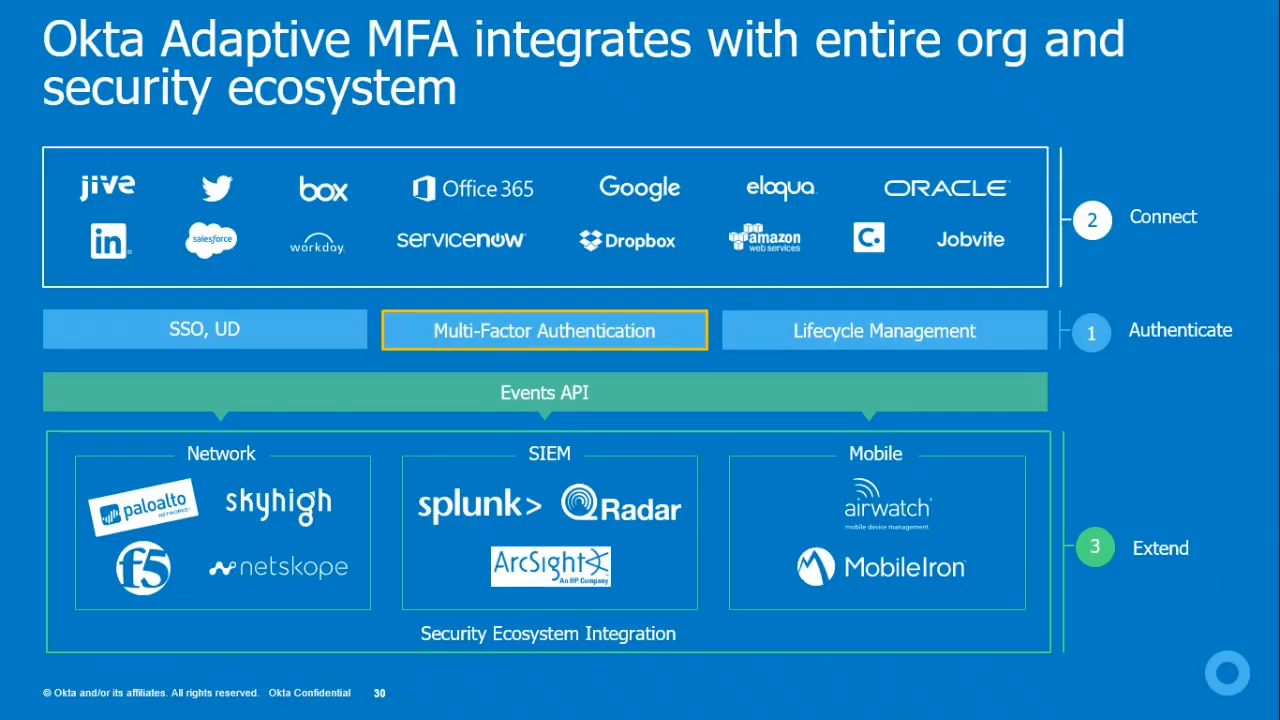 Okta Adaptive MFA integrates with entire org and
security ecosystem
jive
box
Office 365
Google
eloqua
ORACLE
2
Connect
in
salesforce
workday.
servicenow
Dropbox
amazon
web services
C.
Jobvite
SSO, UD
Multi-Factor Authentication
Lifecycle Management
1
Authenticate
Events API
Network
SIEM
Mobile
paloalto
NETWORKS
skyhigh
splunk>
QRadar
airwatch
mobile device management
f5
netskope
ArcSight
An HP Company
MobileIron
3
Extend
Security Ecosystem Integration
© Okta and/or its affiliates. All rights reserved. Okta Confidential 30